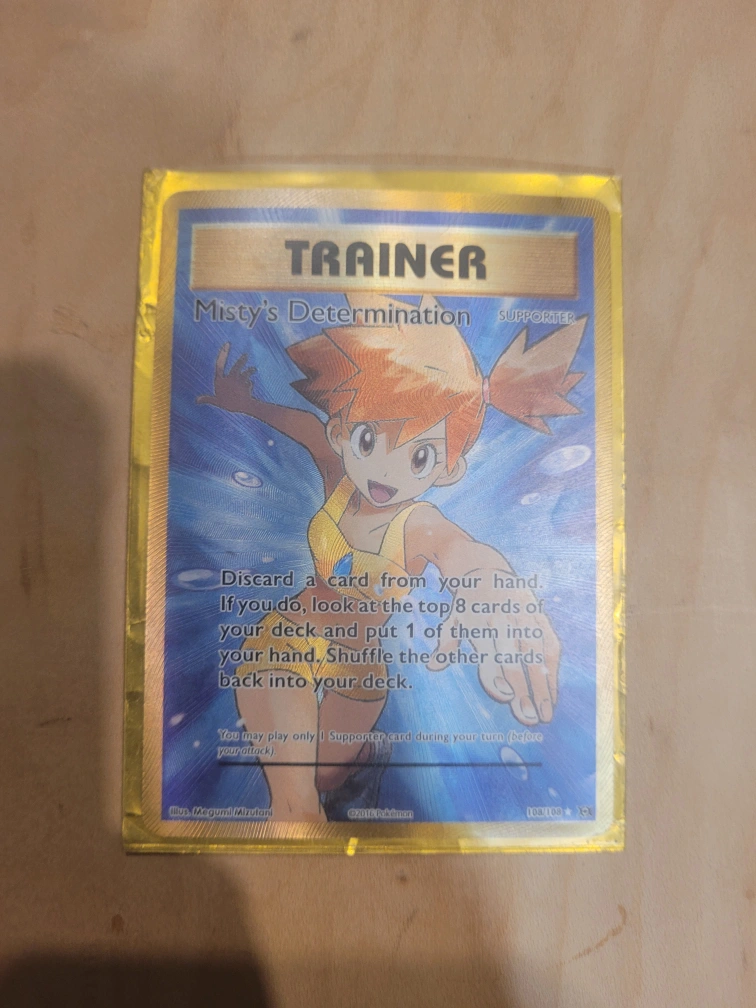 TRAINER
Misty's Determination SUPPORTER
Discard a card from your hand.
If you do, look at the top 8 cards of
your deck and put 1 of them into
your hand. Shuffle the other cards
back into your deck.
You may play only 1 Supporter card during your turn (before
your attack).
Illus. Megumi Mizutani ©2016 Pokémon 108/108